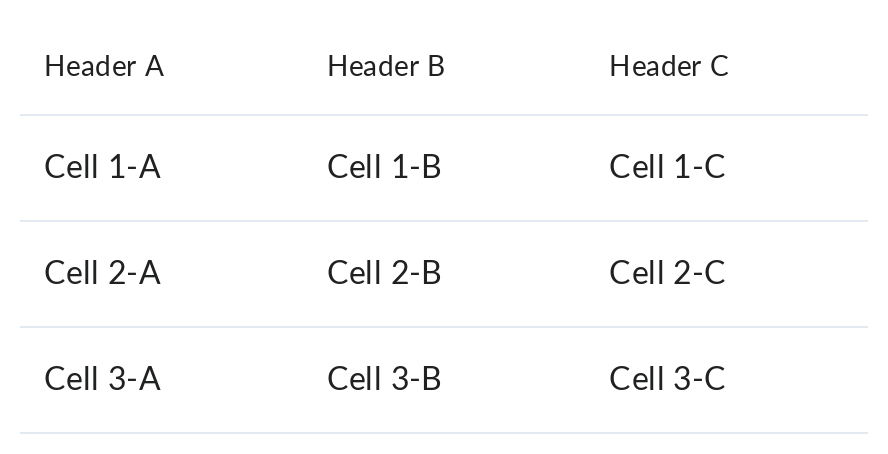 Header A Header B Header C
Cell 1-A Cell 1-B Cell 1-C
Cell 2-A Cell 2-B Cell 2-C
Cell 3-A Cell 3-B Cell 3-C